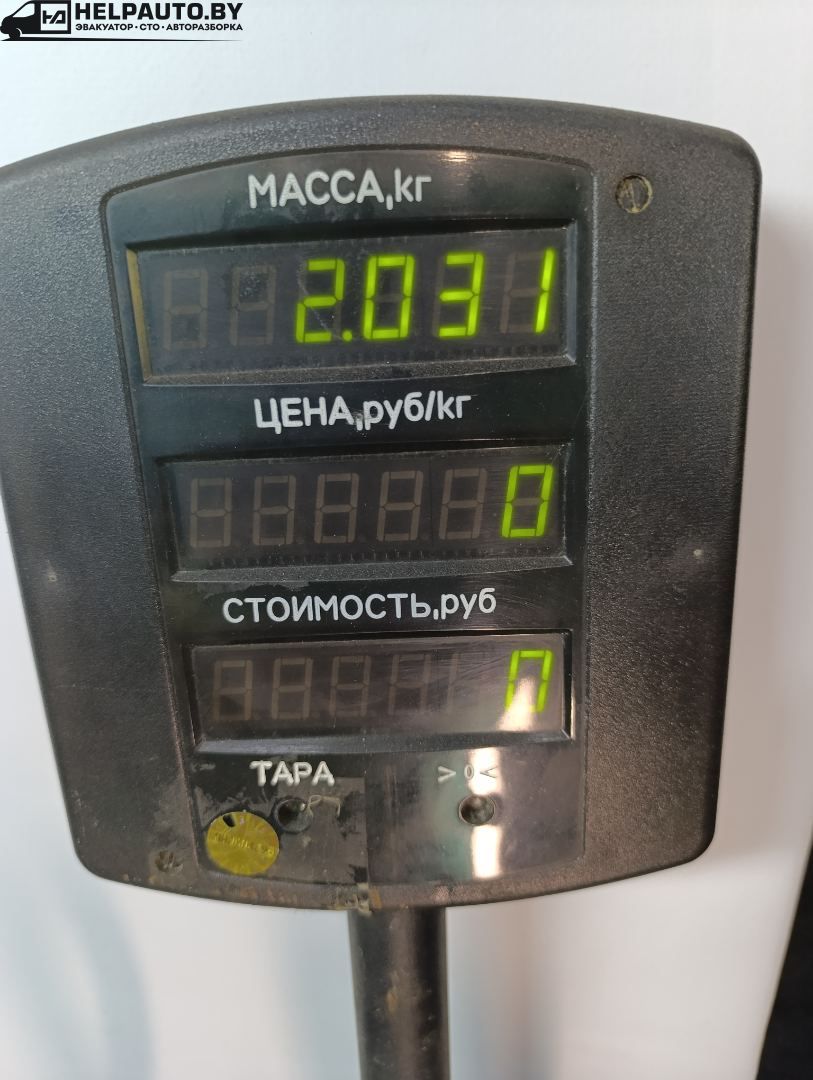 HELPAUTO.BY
ЭВАКУАТОР·СТО·АВТОРАЗБОРКА
МАССА,кг
2.031
ЦЕНА,руб/кг
0
СТОИМОСТЬ,руб
0
ТАРА >0<